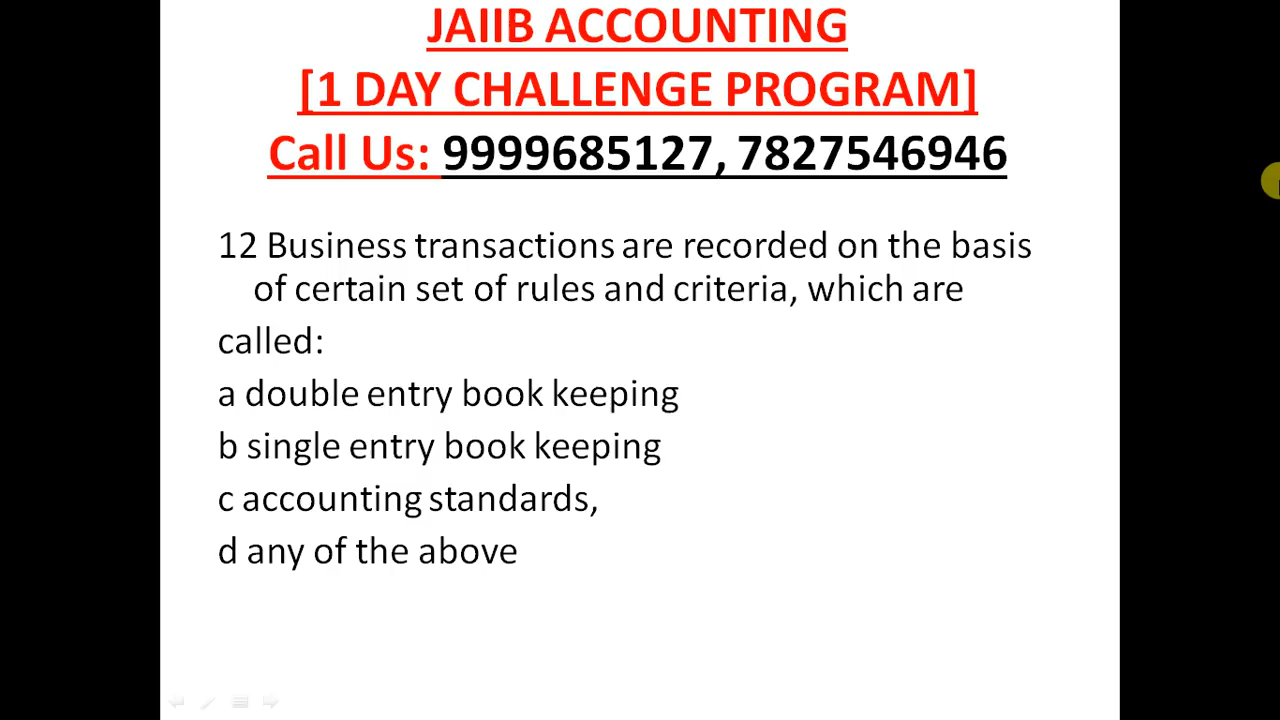 JAIIB ACCOUNTING
[1 DAY CHALLENGE PROGRAM]
Call Us: 9999685127, 7827546946
12 Business transactions are recorded on the basis
of certain set of rules and criteria, which are
called:
a double entry book keeping
b single entry book keeping
c accounting standards,
d any of the above